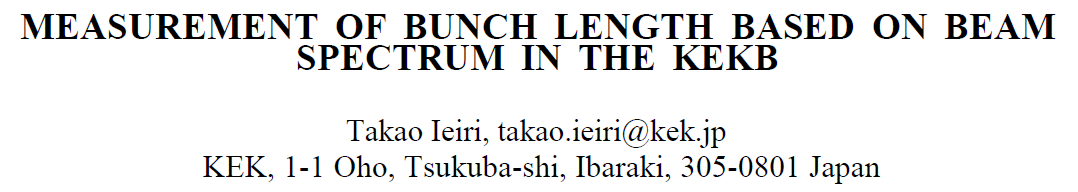 MEASUREMENT OF BUNCH LENGTH BASED ON BEAM
SPECTRUM IN THE KEKB
Takao Ieiri, takao.ieiri@kek.jp
KEK, 1-1 Oho, Tsukuba-shi, Ibaraki, 305-0801 Japan